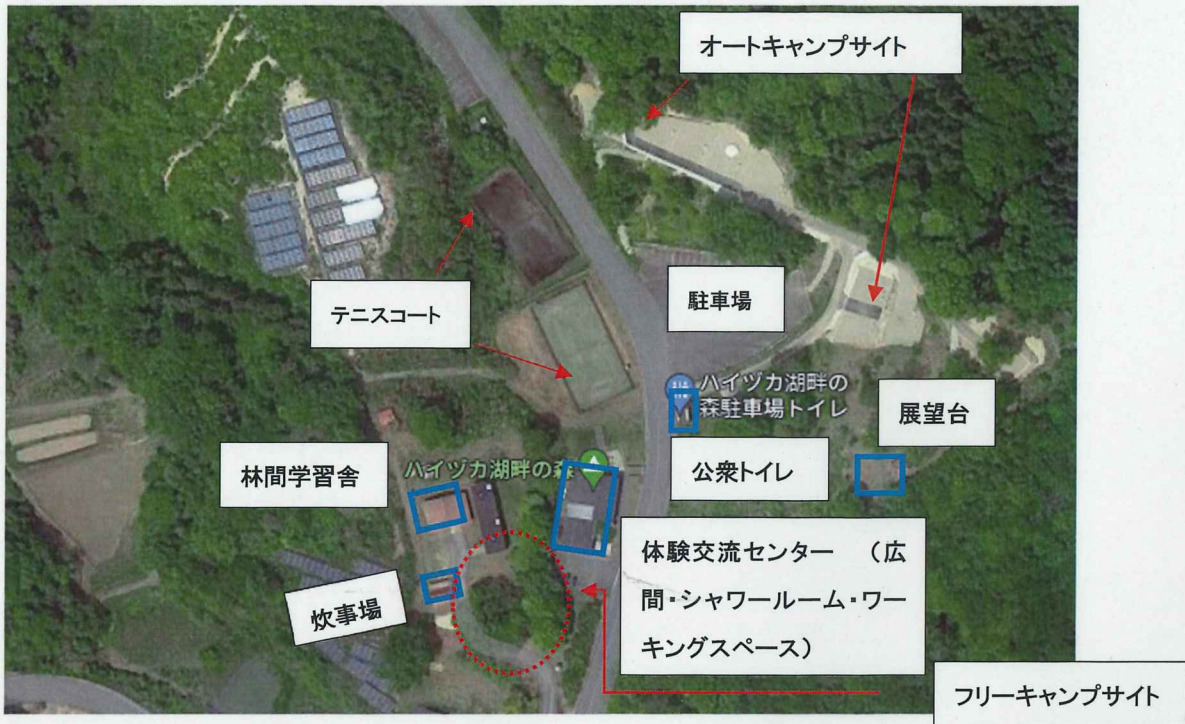 オートキャンプサイト
駐車場
テニスコート
ハイヅカ湖畔の
森駐車場トイレ
展望台
公衆トイレ
林間学習舎
ハイヅカ湖畔の森
体験交流センター （広
間・シャワールーム・ワー
キングスペース）
炊事場
フリーキャンプサイト